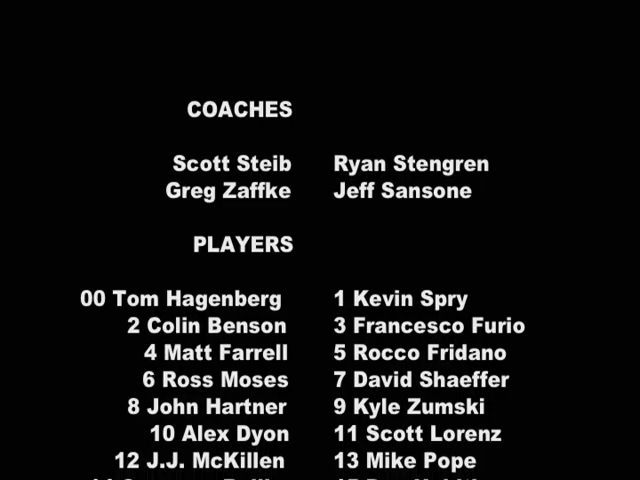 COACHES
Scott Steib Ryan Stengren
Greg Zaffke Jeff Sansone
PLAYERS
00 Tom Hagenberg 1 Kevin Spry
2 Colin Benson 3 Francesco Furio
4 Matt Farrell 5 Rocco Fridano
6 Ross Moses 7 David Shaeffer
8 John Hartner 9 Kyle Zumski
10 Alex Dyon 11 Scott Lorenz
12 J.J. McKillen 13 Mike Pope